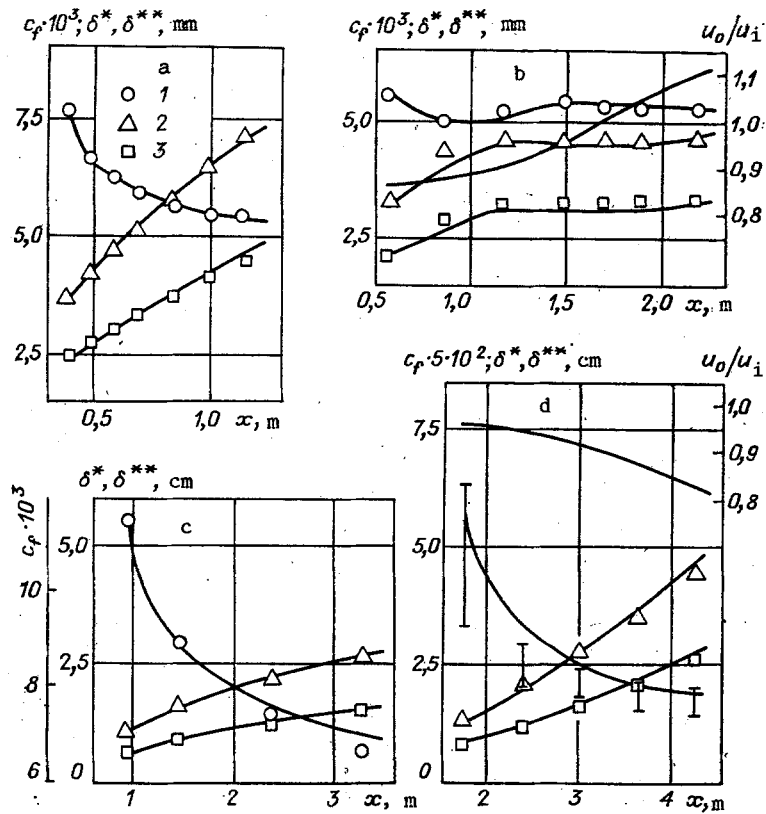 c_f·10³; δ*, δ**, mm
a
1
2
3
7,5
5,0
2,5
0,5 1,0 x, m
c_f·10³; δ*, δ**, mm u_o/u_i
b
5,0
2,5
1,1
1,0
0,9
0,8
0,5 1,0 1,5 2,0 x, m
δ*, δ**, cm
c_f·10³
c
10
8
6
5,0
2,5
0
1 2 3 x, m
c_f·5·10²; δ*, δ**, cm u_o/u_i
d
7,5
5,0
2,5
0
1,0
0,9
0,8
2 3 4 x, m